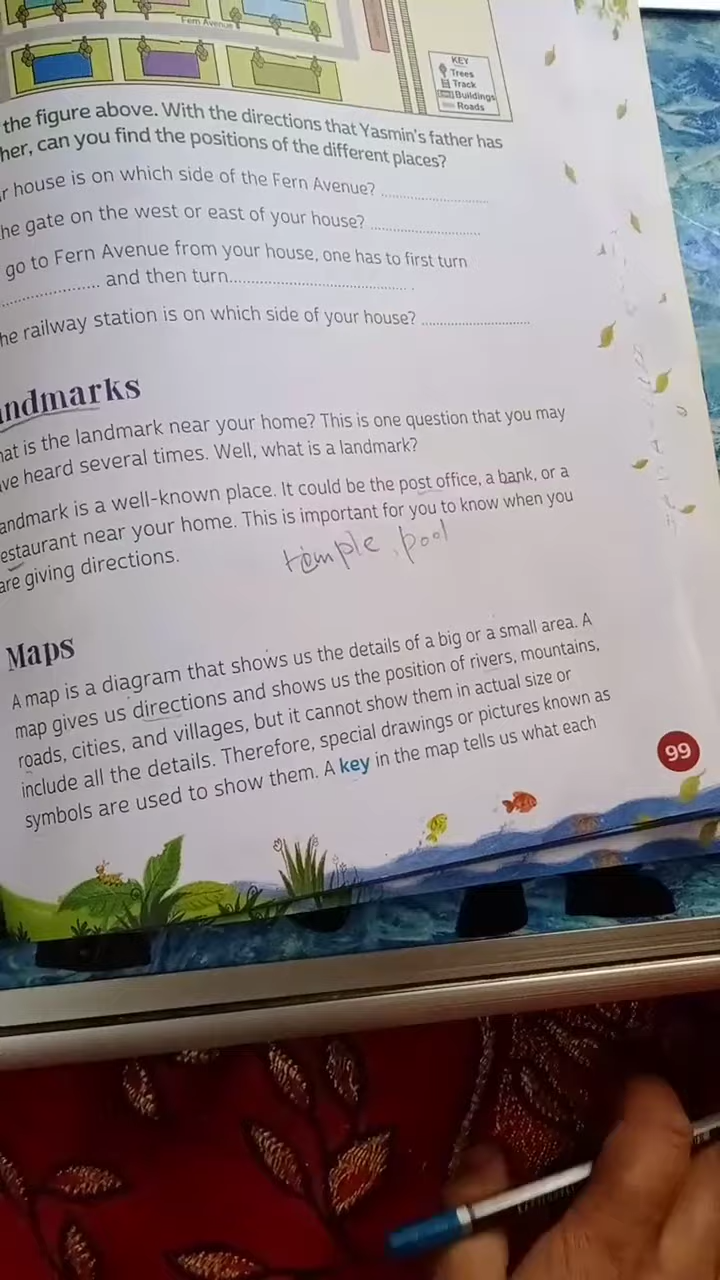 Fern Avenue
KEY
Trees
Track
Buildings
Roads
the figure above. With the directions that Yasmin's father has
her, can you find the positions of the different places?
r house is on which side of the Fern Avenue? ..............................
he gate on the west or east of your house? ..............................
go to Fern Avenue from your house, one has to first turn
.......................... and then turn.............................................. .
he railway station is on which side of your house? ..............................
andmarks
hat is the landmark near your home? This is one question that you may
ve heard several times. Well, what is a landmark?
andmark is a well-known place. It could be the post office, a bank, or a
estaurant near your home. This is important for you to know when you
are giving directions.
temple, pool
Maps
A map is a diagram that shows us the details of a big or a small area. A
map gives us directions and shows us the position of rivers, mountains,
roads, cities, and villages, but it cannot show them in actual size or
include all the details. Therefore, special drawings or pictures known as
symbols are used to show them. A key in the map tells us what each
99